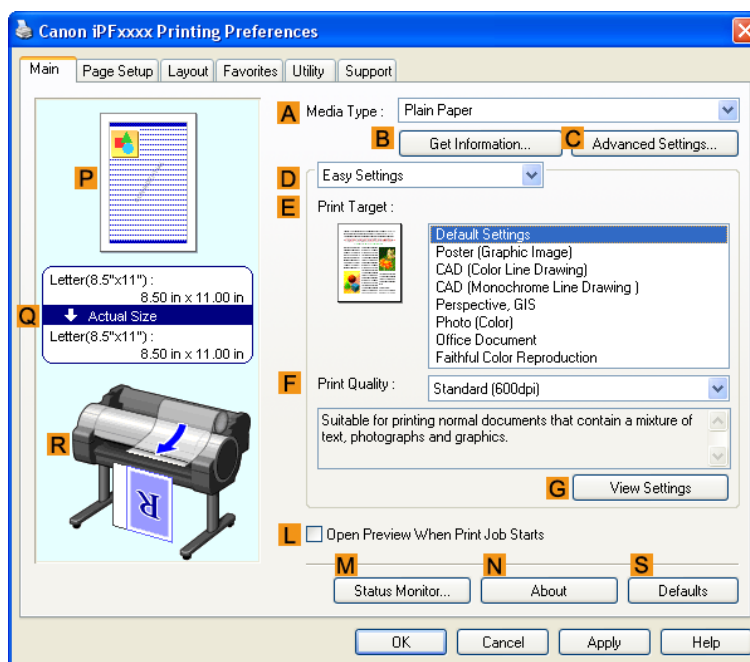 Canon iPFxxxx Printing Preferences
Main Page Setup Layout Favorites Utility Support
A Media Type : Plain Paper
B Get Information... C Advanced Settings...
D Easy Settings
E Print Target :
Default Settings
Poster (Graphic Image)
CAD (Color Line Drawing)
CAD (Monochrome Line Drawing )
Perspective, GIS
Photo (Color)
Office Document
Faithful Color Reproduction
P
Letter(8.5"x11") :
8.50 in x 11.00 in
Q Actual Size
Letter(8.5"x11") :
8.50 in x 11.00 in
R
R
F Print Quality : Standard (600dpi)
Suitable for printing normal documents that contain a mixture of
text, photographs and graphics.
G View Settings
L Open Preview When Print Job Starts
M N S
Status Monitor... About Defaults
OK Cancel Apply Help